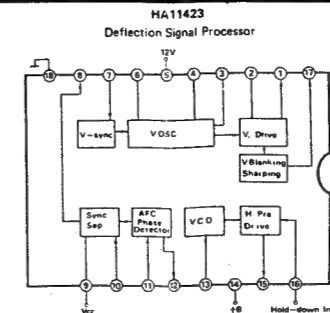 HA11423
Deflection Signal Processor
12V
18 8 7 6 5 4 3 2 1 17
V-sync
VOSC
V. Drive
V.Blanking
Sharping
Sync
Sep
AFC
Phase
Detector
VCO
H Pre
Drive
9 10 11 12 13 14 15 16
Vcc
+B
Hold-down In